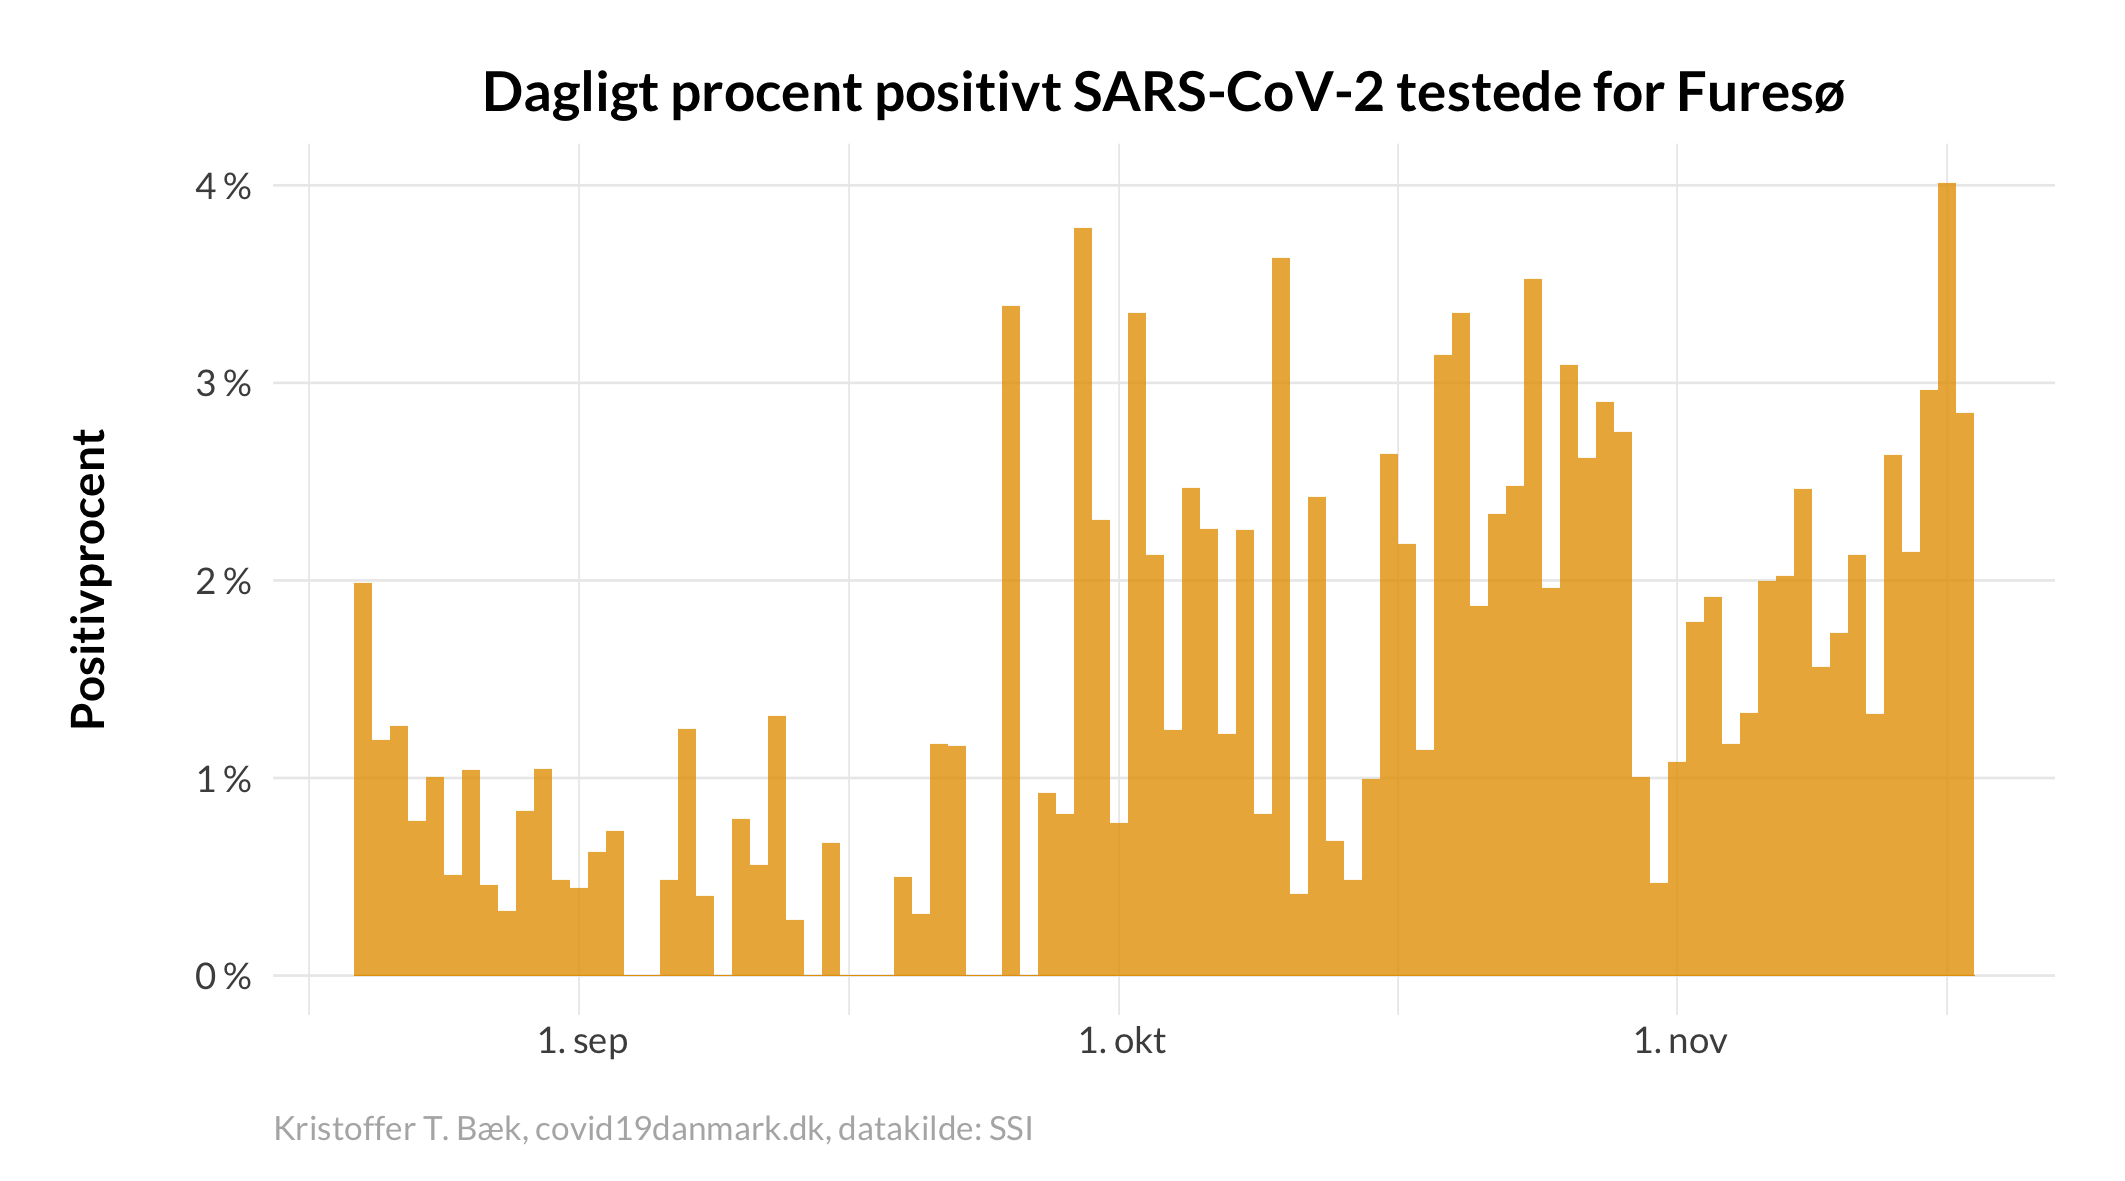 Dagligt procent positivt SARS-CoV-2 testede for Furesø
Positivprocent
4 %
3 %
2 %
1 %
0 %
1. sep
1. okt
1. nov
Kristoffer T. Bæk, covid19danmark.dk, datakilde: SSI